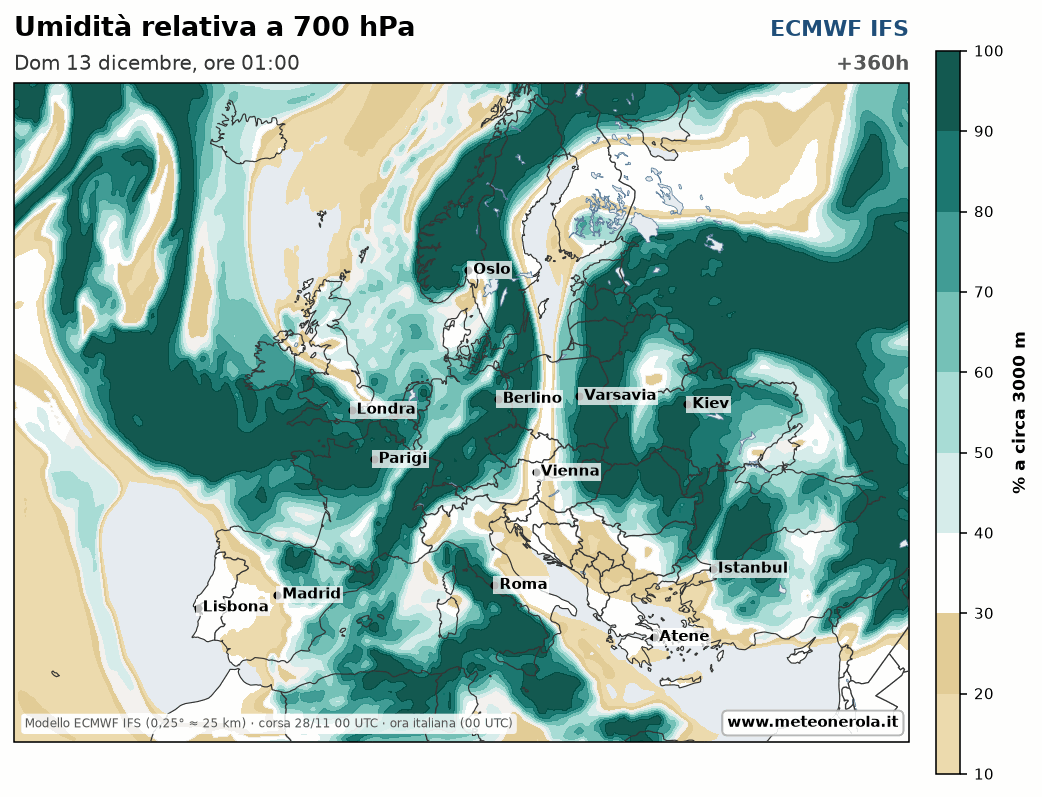 Umidità relativa a 700 hPa
ECMWF IFS
Dom 13 dicembre, ore 01:00
+360h
100
90
80
70
60
50
40
30
20
10
% a circa 3000 m
Oslo
Berlino
Varsavia
Kiev
Londra
Parigi
Vienna
Istanbul
Roma
Madrid
Lisbona
Atene
Modello ECMWF IFS (0,25° ≈ 25 km) · corsa 28/11 00 UTC · ora italiana (00 UTC)
www.meteonerola.it